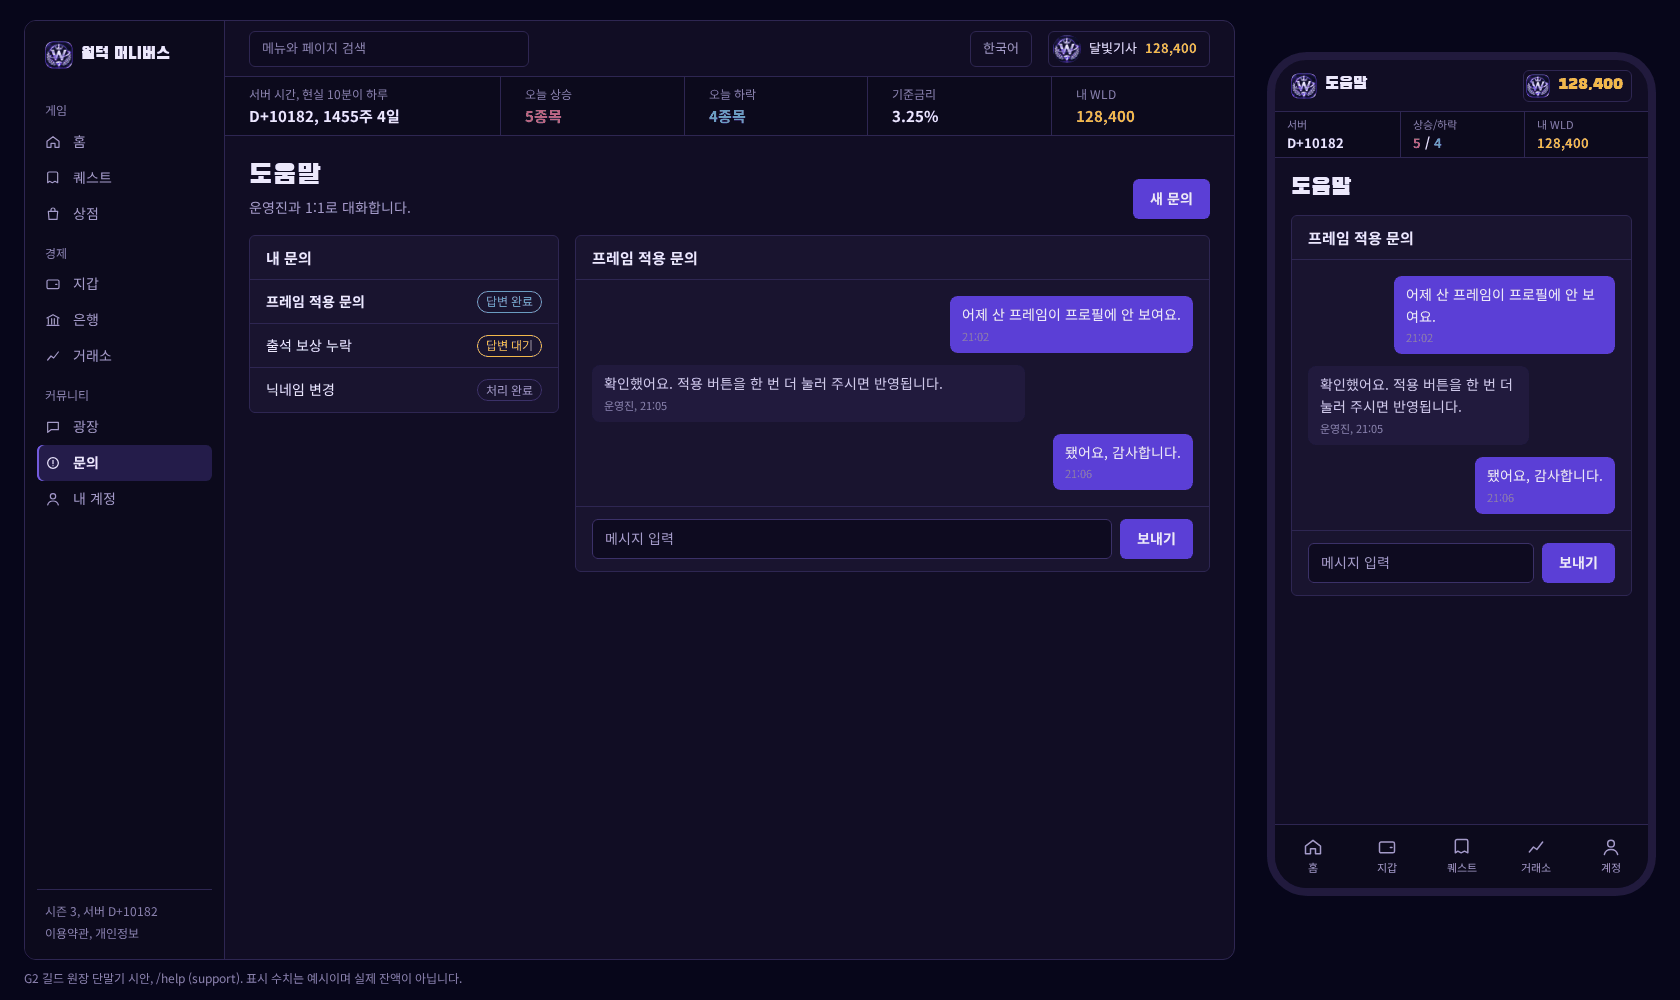 월덕 머니버스
게임
홈
퀘스트
상점
경제
지갑
은행
거래소
커뮤니티
광장
문의
내 계정
시즌 3, 서버 D+10182
이용약관, 개인정보
메뉴와 페이지 검색
한국어
달빛기사 128,400
서버 시간, 현실 10분이 하루
D+10182, 1455주 4일
오늘 상승
5종목
오늘 하락
4종목
기준금리
3.25%
내 WLD
128,400
도움말
운영진과 1:1로 대화합니다.
새 문의
내 문의
프레임 적용 문의 답변 완료
출석 보상 누락 답변 대기
닉네임 변경 처리 완료
프레임 적용 문의
어제 산 프레임이 프로필에 안 보여요.
21:02
확인했어요. 적용 버튼을 한 번 더 눌러 주시면 반영됩니다.
운영진, 21:05
됐어요, 감사합니다.
21:06
메시지 입력
보내기
G2 길드 원장 단말기 시안, /help (support). 표시 수치는 예시이며 실제 잔액이 아닙니다.
도움말
128,400
서버
D+10182
상승/하락
5 / 4
내 WLD
128,400
도움말
프레임 적용 문의
어제 산 프레임이 프로필에 안 보
여요.
21:02
확인했어요. 적용 버튼을 한 번 더
눌러 주시면 반영됩니다.
운영진, 21:05
됐어요, 감사합니다.
21:06
메시지 입력
보내기
홈
지갑
퀘스트
거래소
계정